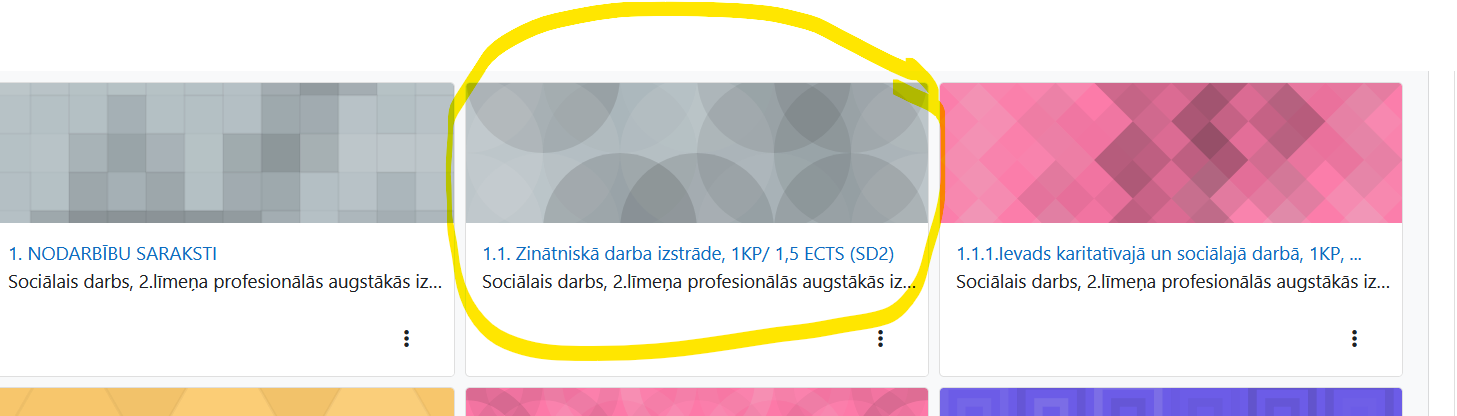 1. NODARBĪBU SARAKSTI
Sociālais darbs, 2.līmeņa profesionālās augstākās iz...
1.1. Zinātniskā darba izstrāde, 1KP/ 1,5 ECTS (SD2)
Sociālais darbs, 2.līmeņa profesionālās augstākās iz...
1.1.1.Ievads karitatīvajā un sociālajā darbā, 1KP, ...
Sociālais darbs, 2.līmeņa profesionālās augstākās iz...